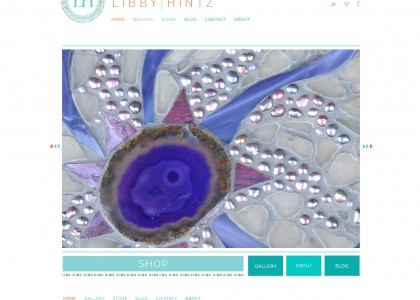 LH
LIBBY|HINTZ
HOME GALLERY STORE BLOG CONTACT ABOUT
SHOP
GALLERY
ABOUT
BLOG
HOME GALLERY STORE BLOG CONTACT ABOUT